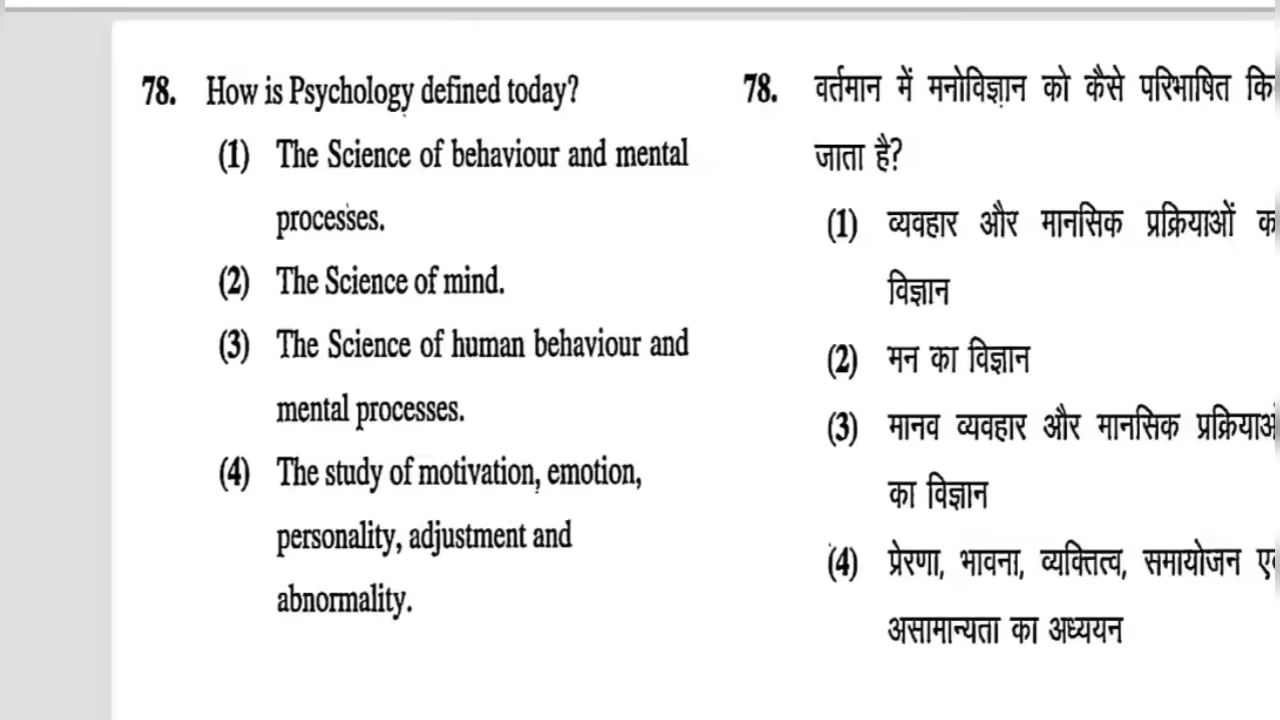 78. How is Psychology defined today?
(1) The Science of behaviour and mental
processes.
(2) The Science of mind.
(3) The Science of human behaviour and
mental processes.
(4) The study of motivation, emotion,
personality, adjustment and
abnormality.
78. वर्तमान में मनोविज्ञान को कैसे परिभाषित
जाता है?
(1) व्यवहार और मानसिक प्रक्रियाओं
विज्ञान
(2) मन का विज्ञान
(3) मानव व्यवहार और मानसिक
का विज्ञान
(4) प्रेरणा, भावना, व्यक्तित्व, समायोजन
असामान्यता का अध्ययन